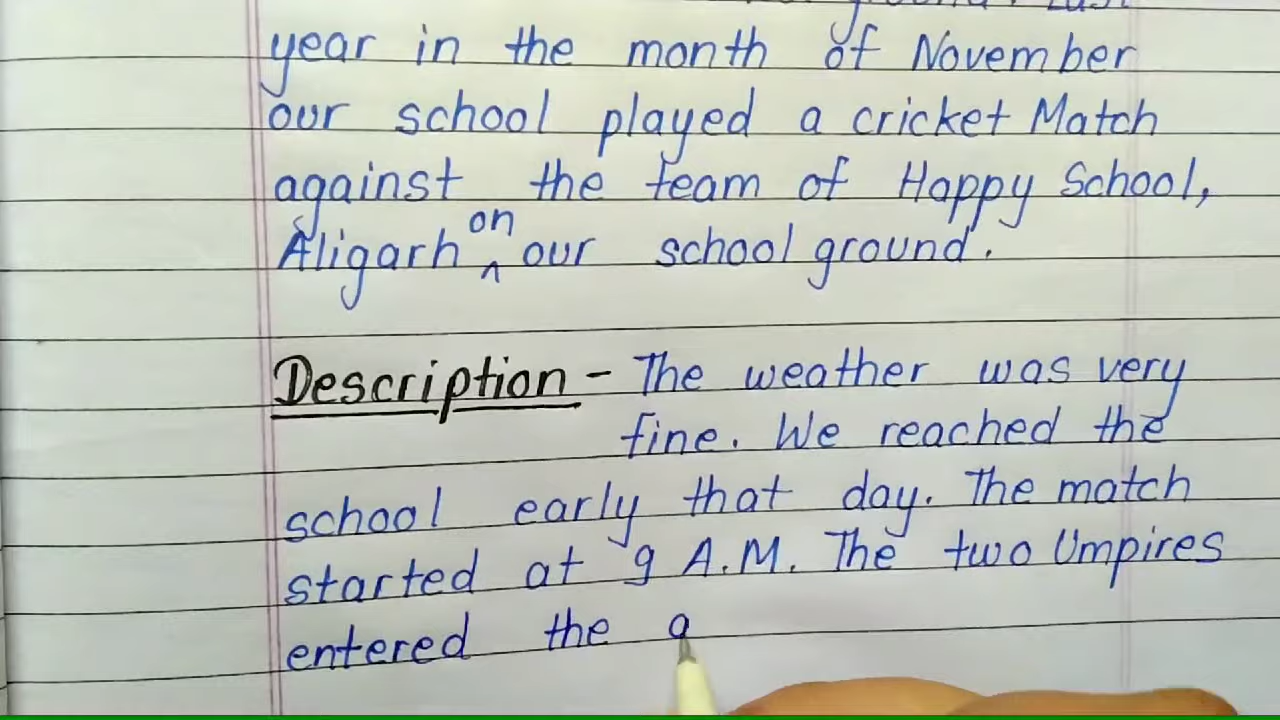 year in the month of November
our school played a cricket Match
against the team of Happy School,
on
Aligarh ^ our school ground.
Description - The weather was very
fine. We reached the
school early that day. The match
started at 9 A.M. The two Umpires
entered the